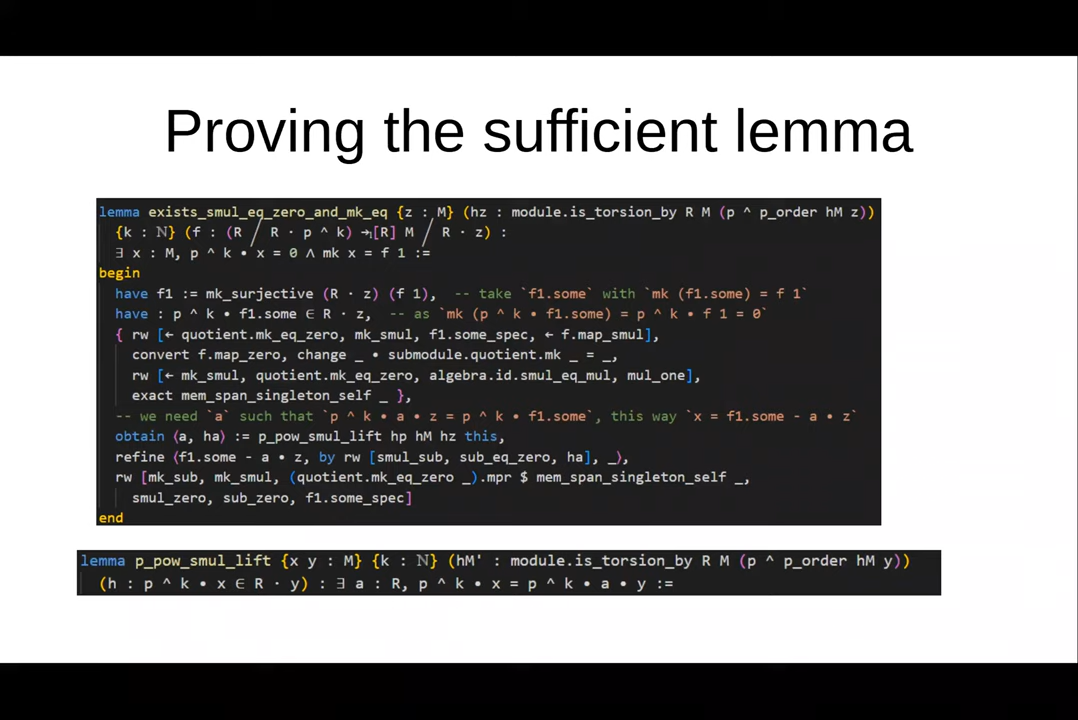 Proving the sufficient lemma
lemma exists_smul_eq_zero_and_mk_eq {z : M} (hz : module.is_torsion_by R M (p ^ p_order hM z))
{k : ℕ} (f : (R ⧸ R ∙ p ^ k) →ₗ[R] M ⧸ R ∙ z) :
∃ x : M, p ^ k • x = 0 ∧ mk x = f 1 :=
begin
have f1 := mk_surjective (R ∙ z) (f 1), -- take `f1.some` with `mk (f1.some) = f 1`
have : p ^ k • f1.some ∈ R ∙ z, -- as `mk (p ^ k • f1.some) = p ^ k • f 1 = 0`
{ rw [← quotient.mk_eq_zero, mk_smul, f1.some_spec, ← f.map_smul],
convert f.map_zero, change _ • submodule.quotient.mk _ = _,
rw [← mk_smul, quotient.mk_eq_zero, algebra.id.smul_eq_mul, mul_one],
exact mem_span_singleton_self _ },
-- we need `a` such that `p ^ k • a • z = p ^ k • f1.some`, this way `x = f1.some - a • z`
obtain ⟨a, ha⟩ := p_pow_smul_lift hp hM hz this,
refine ⟨f1.some - a • z, by rw [smul_sub, sub_eq_zero, ha], _⟩,
rw [mk_sub, mk_smul, (quotient.mk_eq_zero _).mpr $ mem_span_singleton_self _,
smul_zero, sub_zero, f1.some_spec]
end
lemma p_pow_smul_lift {x y : M} {k : ℕ} (hM' : module.is_torsion_by R M (p ^ p_order hM y))
(h : p ^ k • x ∈ R ∙ y) : ∃ a : R, p ^ k • x = p ^ k • a • y :=